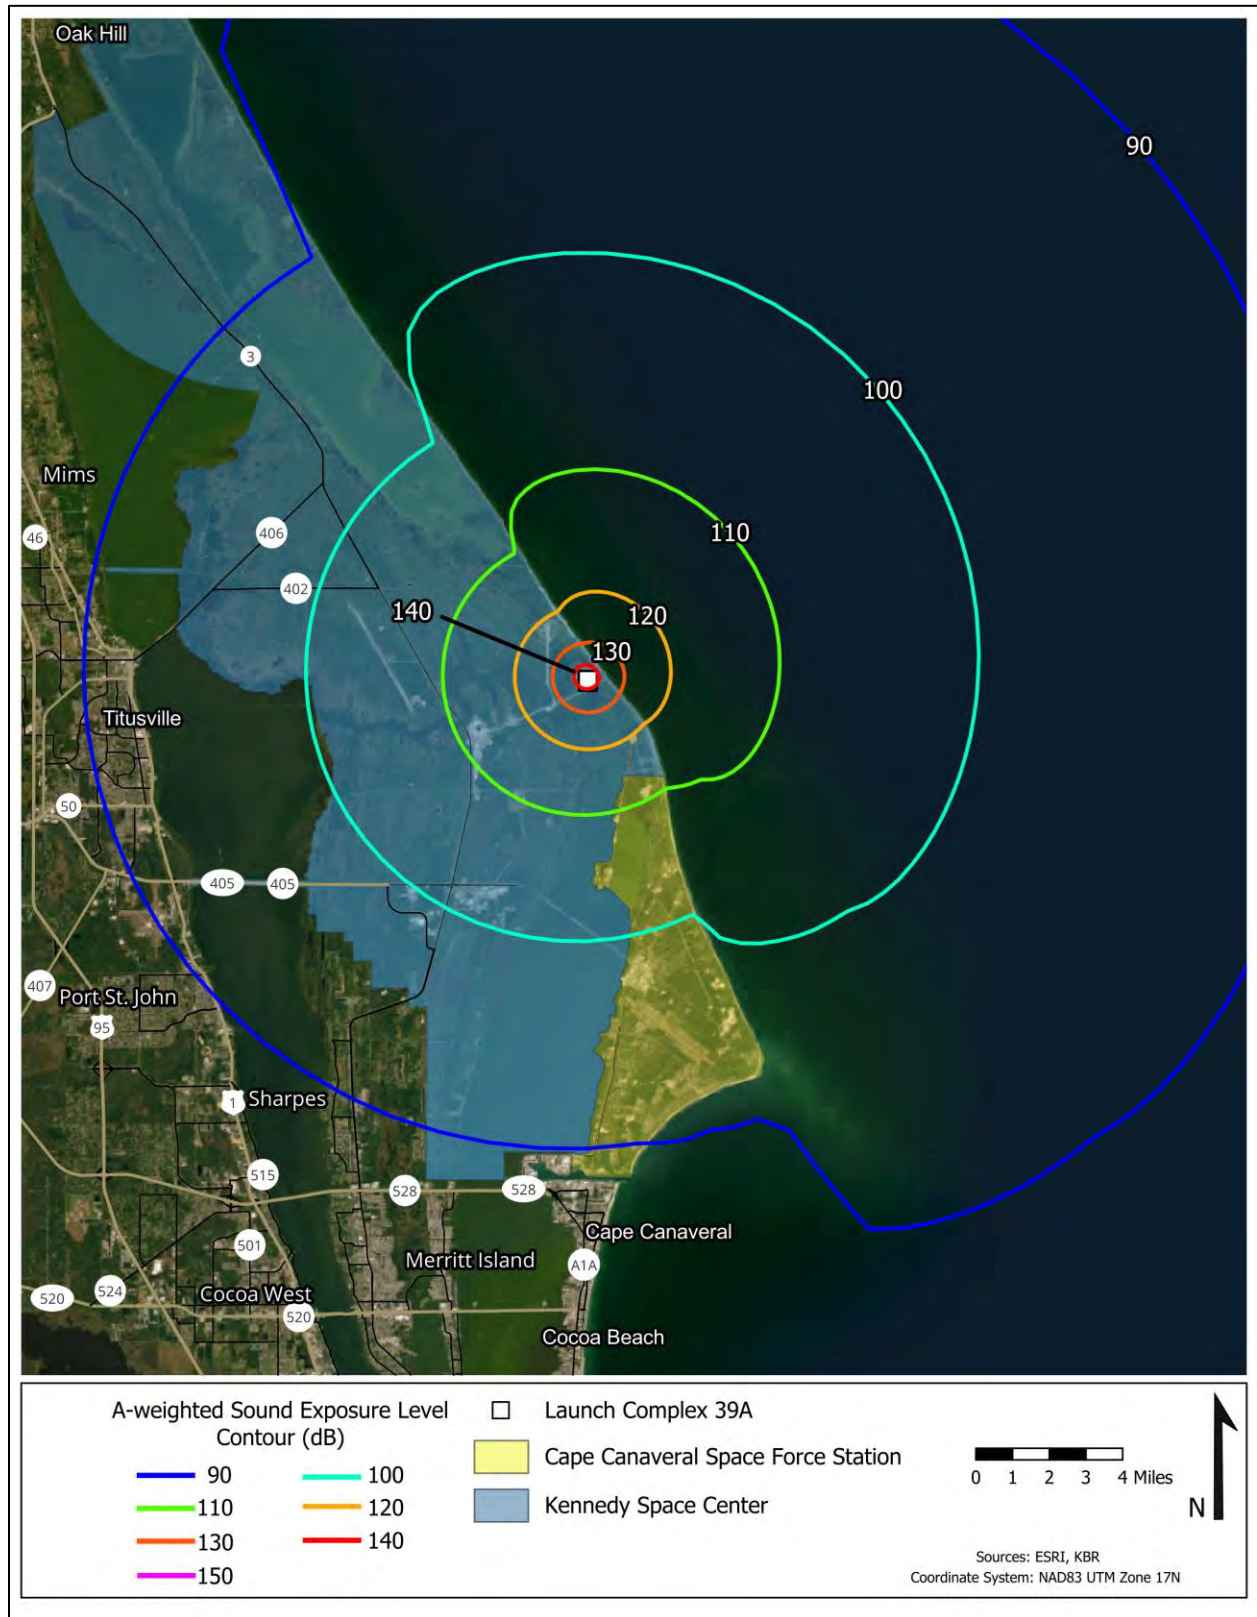 Oak Hill
90
3
100
Mims
406
46
110
402
140
120
130
Titusville
50
405
405
407
Port St. John
95
1
Sharpes
515
528
528
Cape Canaveral
501
Merritt Island
A1A
524
Cocoa West
520
520
Cocoa Beach
A-weighted Sound Exposure Level
Contour (dB)
90
100
110
120
130
140
150
Launch Complex 39A
Cape Canaveral Space Force Station
Kennedy Space Center
0 1 2 3 4 Miles
N
Sources: ESRI, KBR
Coordinate System: NAD83 UTM Zone 17N